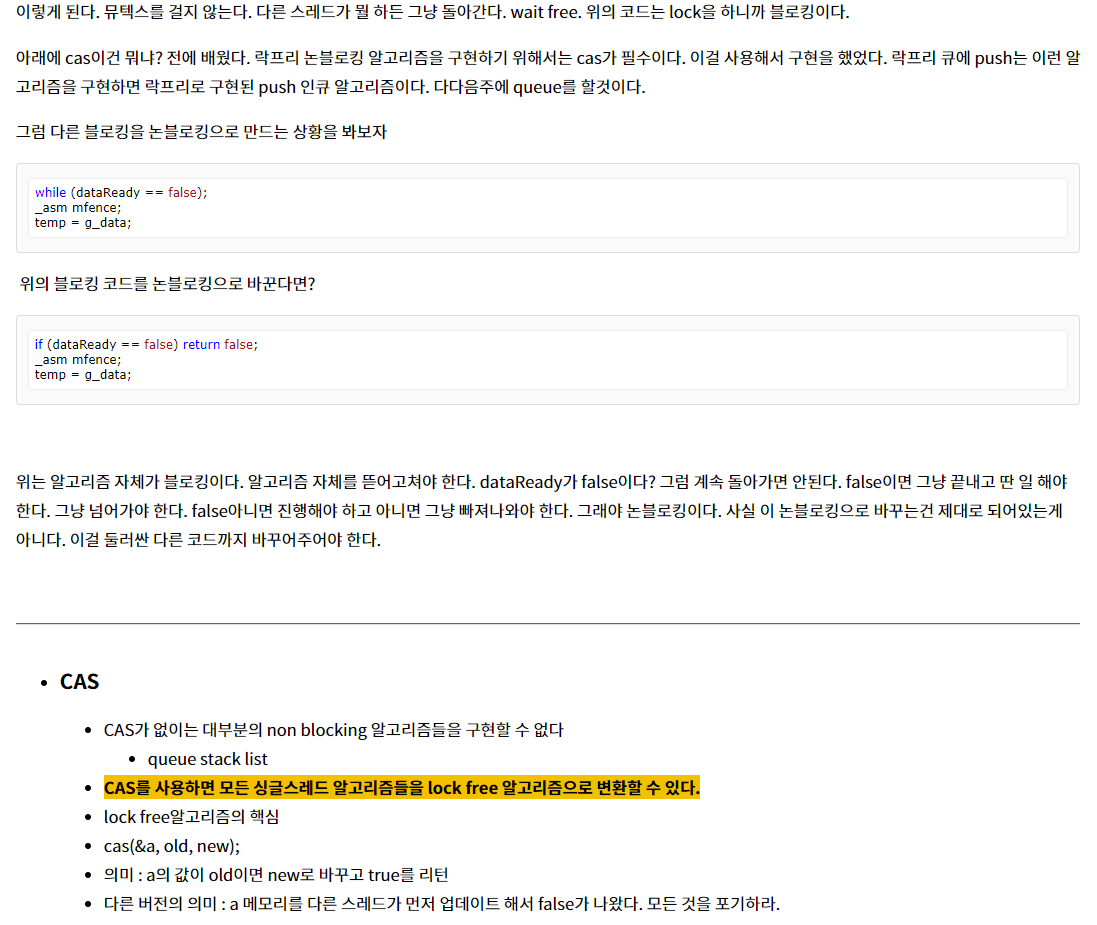 이렇게 된다. 뮤텍스를 걸지 않는다. 다른 스레드가 뭘 하든 그냥 돌아간다. wait free. 위의 코드는 lock을 하니까 블로킹이다.
아래에 cas이건 뭐냐? 전에 배웠다. 락프리 논블로킹 알고리즘을 구현하기 위해서는 cas가 필수이다. 이걸 사용해서 구현을 했었다. 락프리 큐에 push는 이런 알
고리즘을 구현하면 락프리로 구현된 push 인큐 알고리즘이다. 다다음주에 queue를 할것이다.
그럼 다른 블로킹을 논블로킹으로 만드는 상황을 봐보자
while (dataReady == false);
_asm mfence;
temp = g_data;
위의 블로킹 코드를 논블로킹으로 바꾼다면?
if (dataReady == false) return false;
_asm mfence;
temp = g_data;
위는 알고리즘 자체가 블로킹이다. 알고리즘 자체를 뜯어고쳐야 한다. dataReady가 false이다? 그럼 계속 돌아가면 안된다. false이면 그냥 끝내고 딴 일 해야
한다. 그냥 넘어가야 한다. false아니면 진행해야 하고 아니면 그냥 빠져나와야 한다. 그래야 논블로킹이다. 사실 이 논블로킹으로 바꾸는건 제대로 되어있는게
아니다. 이걸 둘러싼 다른 코드까지 바꾸어주어야 한다.
• CAS
• CAS가 없이는 대부분의 non blocking 알고리즘들을 구현할 수 없다
• queue stack list
• CAS를 사용하면 모든 싱글스레드 알고리즘들을 lock free 알고리즘으로 변환할 수 있다.
• lock free알고리즘의 핵심
• cas(&a, old, new);
• 의미 : a의 값이 old이면 new로 바꾸고 true를 리턴
• 다른 버전의 의미 : a 메모리를 다른 스레드가 먼저 업데이트 해서 false가 나왔다. 모든 것을 포기하라.